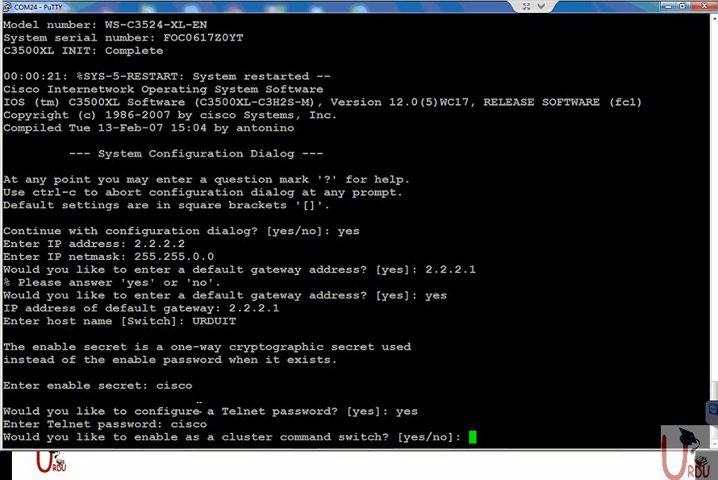 COM24 - PuTTY
Model number: WS-C3524-XL-EN
System serial number: FOC0617Z0YT
C3500XL INIT: Complete
00:00:21: %SYS-5-RESTART: System restarted --
Cisco Internetwork Operating System Software
IOS (tm) C3500XL Software (C3500XL-C3H2S-M), Version 12.0(5)WC17, RELEASE SOFTWARE (fc1)
Copyright (c) 1986-2007 by cisco Systems, Inc.
Compiled Tue 13-Feb-07 15:04 by antonino
--- System Configuration Dialog ---
At any point you may enter a question mark '?' for help.
Use ctrl-c to abort configuration dialog at any prompt.
Default settings are in square brackets '[]'.
Continue with configuration dialog? [yes/no]: yes
Enter IP address: 2.2.2.2
Enter IP netmask: 255.255.0.0
Would you like to enter a default gateway address? [yes]: 2.2.2.1
% Please answer 'yes' or 'no'.
Would you like to enter a default gateway address? [yes]: yes
IP address of default gateway: 2.2.2.1
Enter host name [Switch]: URDUIT
The enable secret is a one-way cryptographic secret used
instead of the enable password when it exists.
Enter enable secret: cisco
Would you like to configure a Telnet password? [yes]: yes
Enter Telnet password: cisco
Would you like to enable as a cluster command switch? [yes/no]:
URDU
URDU